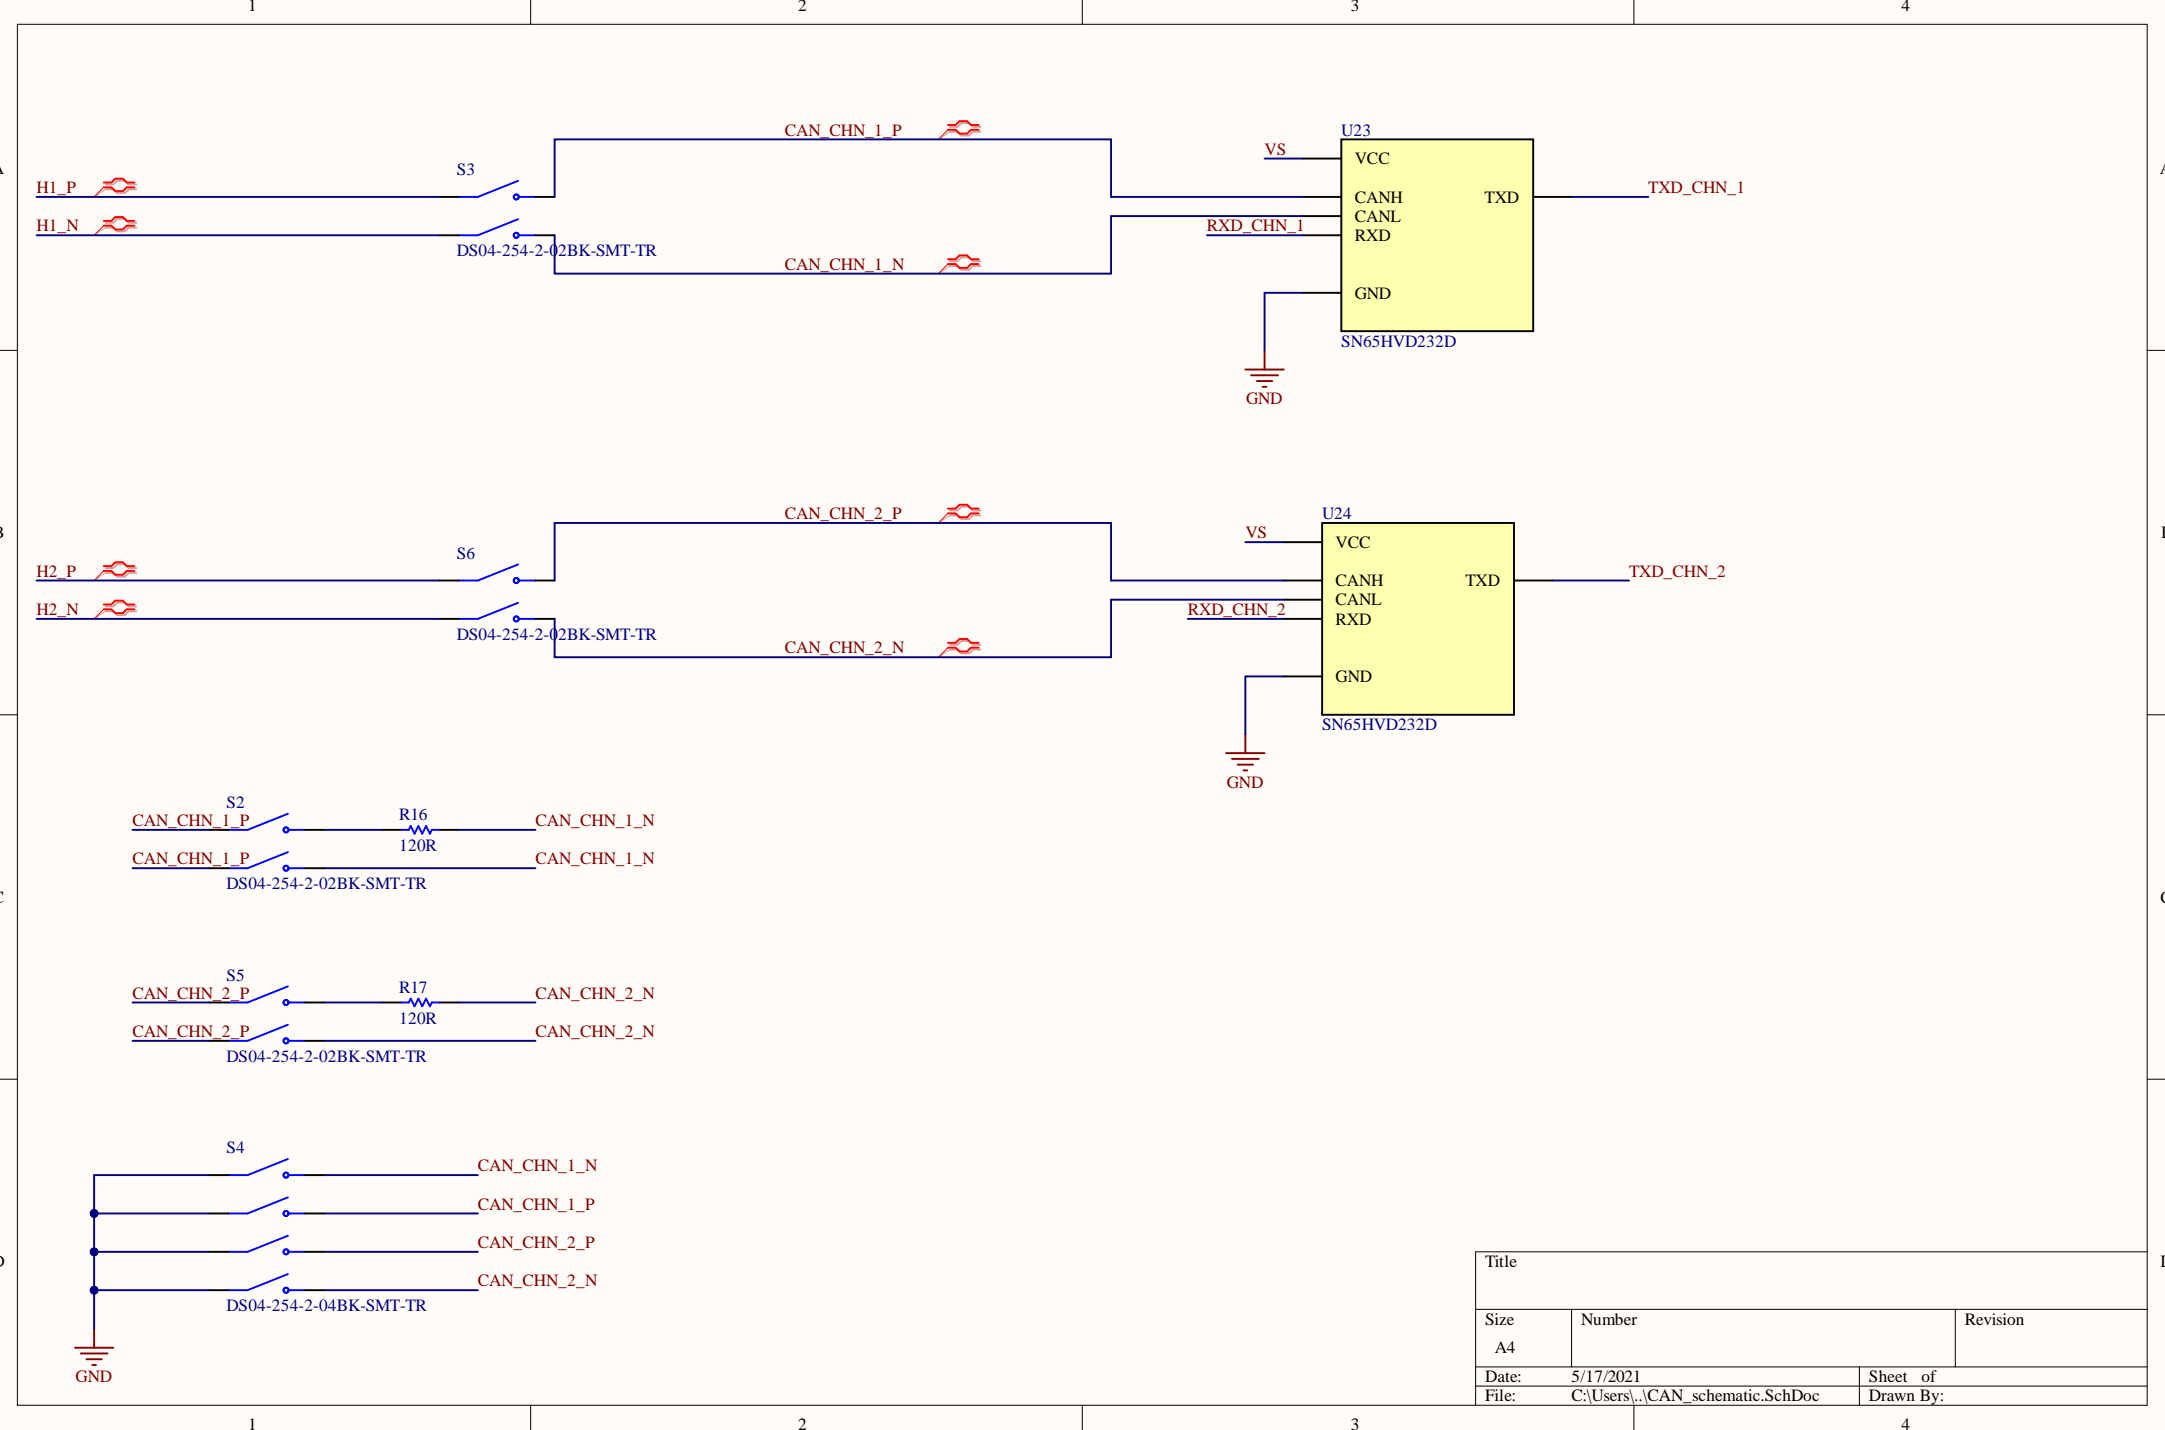 1 2 3 4
A A
CAN_CHN_1_P
U23
VS
VCC
S3
H1_P
CANH
TXD
TXD_CHN_1
CANL
H1_N
RXD_CHN_1
RXD
DS04-254-2-02BK-SMT-TR
CAN_CHN_1_N
GND
SN65HVD232D
GND
CAN_CHN_2_P
U24
VS
VCC
S6
H2_P
CANH
TXD
TXD_CHN_2
CANL
H2_N
RXD_CHN_2
RXD
DS04-254-2-02BK-SMT-TR
CAN_CHN_2_N
GND
SN65HVD232D
GND
S2
CAN_CHN_1_P
R16
120R
CAN_CHN_1_N
CAN_CHN_1_P
CAN_CHN_1_N
DS04-254-2-02BK-SMT-TR
S5
CAN_CHN_2_P
R17
120R
CAN_CHN_2_N
CAN_CHN_2_P
CAN_CHN_2_N
DS04-254-2-02BK-SMT-TR
S4
CAN_CHN_1_N
CAN_CHN_1_P
CAN_CHN_2_P
CAN_CHN_2_N
DS04-254-2-04BK-SMT-TR
GND
Title
Size
A4
Number
Revision
Date: 5/17/2021
Sheet of
File: C:\Users\..\CAN_schematic.SchDoc
Drawn By:
1 2 3 4